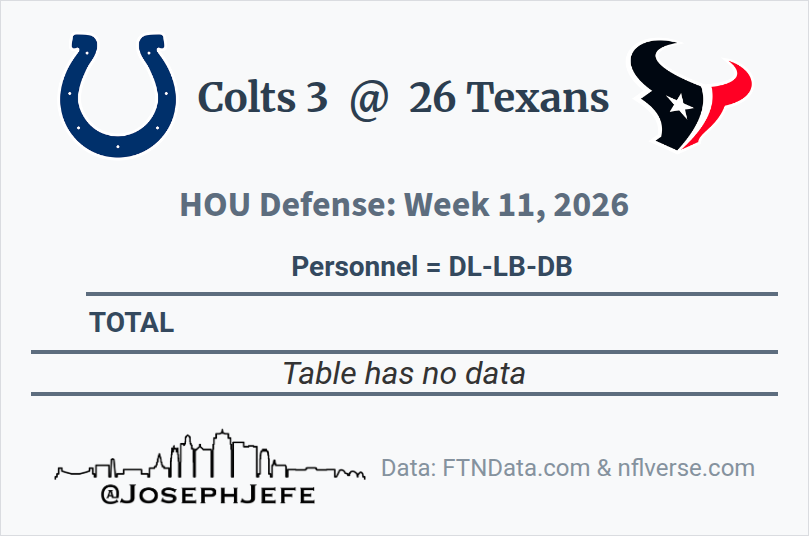 Colts 3 @ 26 Texans
HOU Defense: Week 11, 2026
Personnel = DL-LB-DB
TOTAL
Table has no data
@JOSEPHJEFE
Data: FTNData.com & nflverse.com